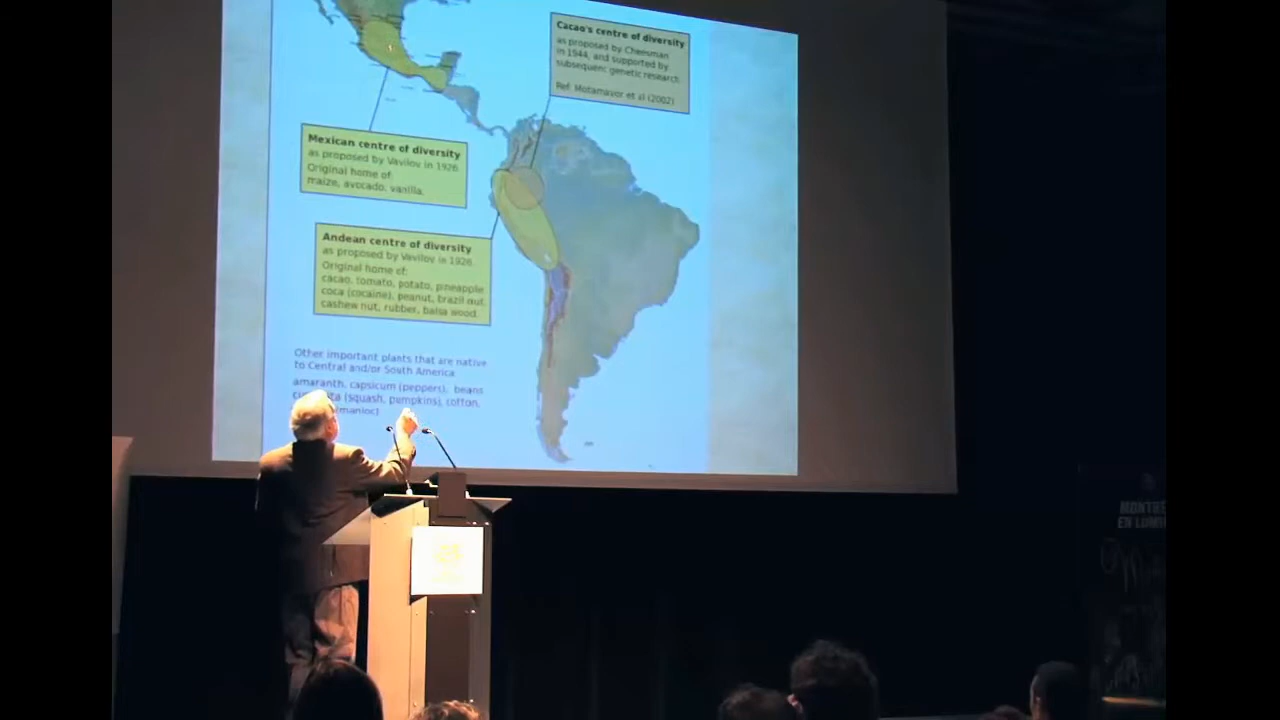 Cacao's centre of diversity
as proposed by Cheesman
in 1944, and supported by
subsequent genetic research.
Ref: Motamayor et al (2002)
Mexican centre of diversity
as proposed by Vavilov in 1926.
Original home of:
maize, avocado, vanilla.
Andean centre of diversity
as proposed by Vavilov in 1926.
Original home of:
cacao, tomato, potato, pineapple
coca (cocaine), peanut, brazil nut,
cashew nut, rubber, balsa wood.
Other important plants that are native
to Central and/or South America
amaranth, capsicum (peppers), beans
(squash, pumpkins), cotton,
(manioc)
MONTRÉ
EN LUMI